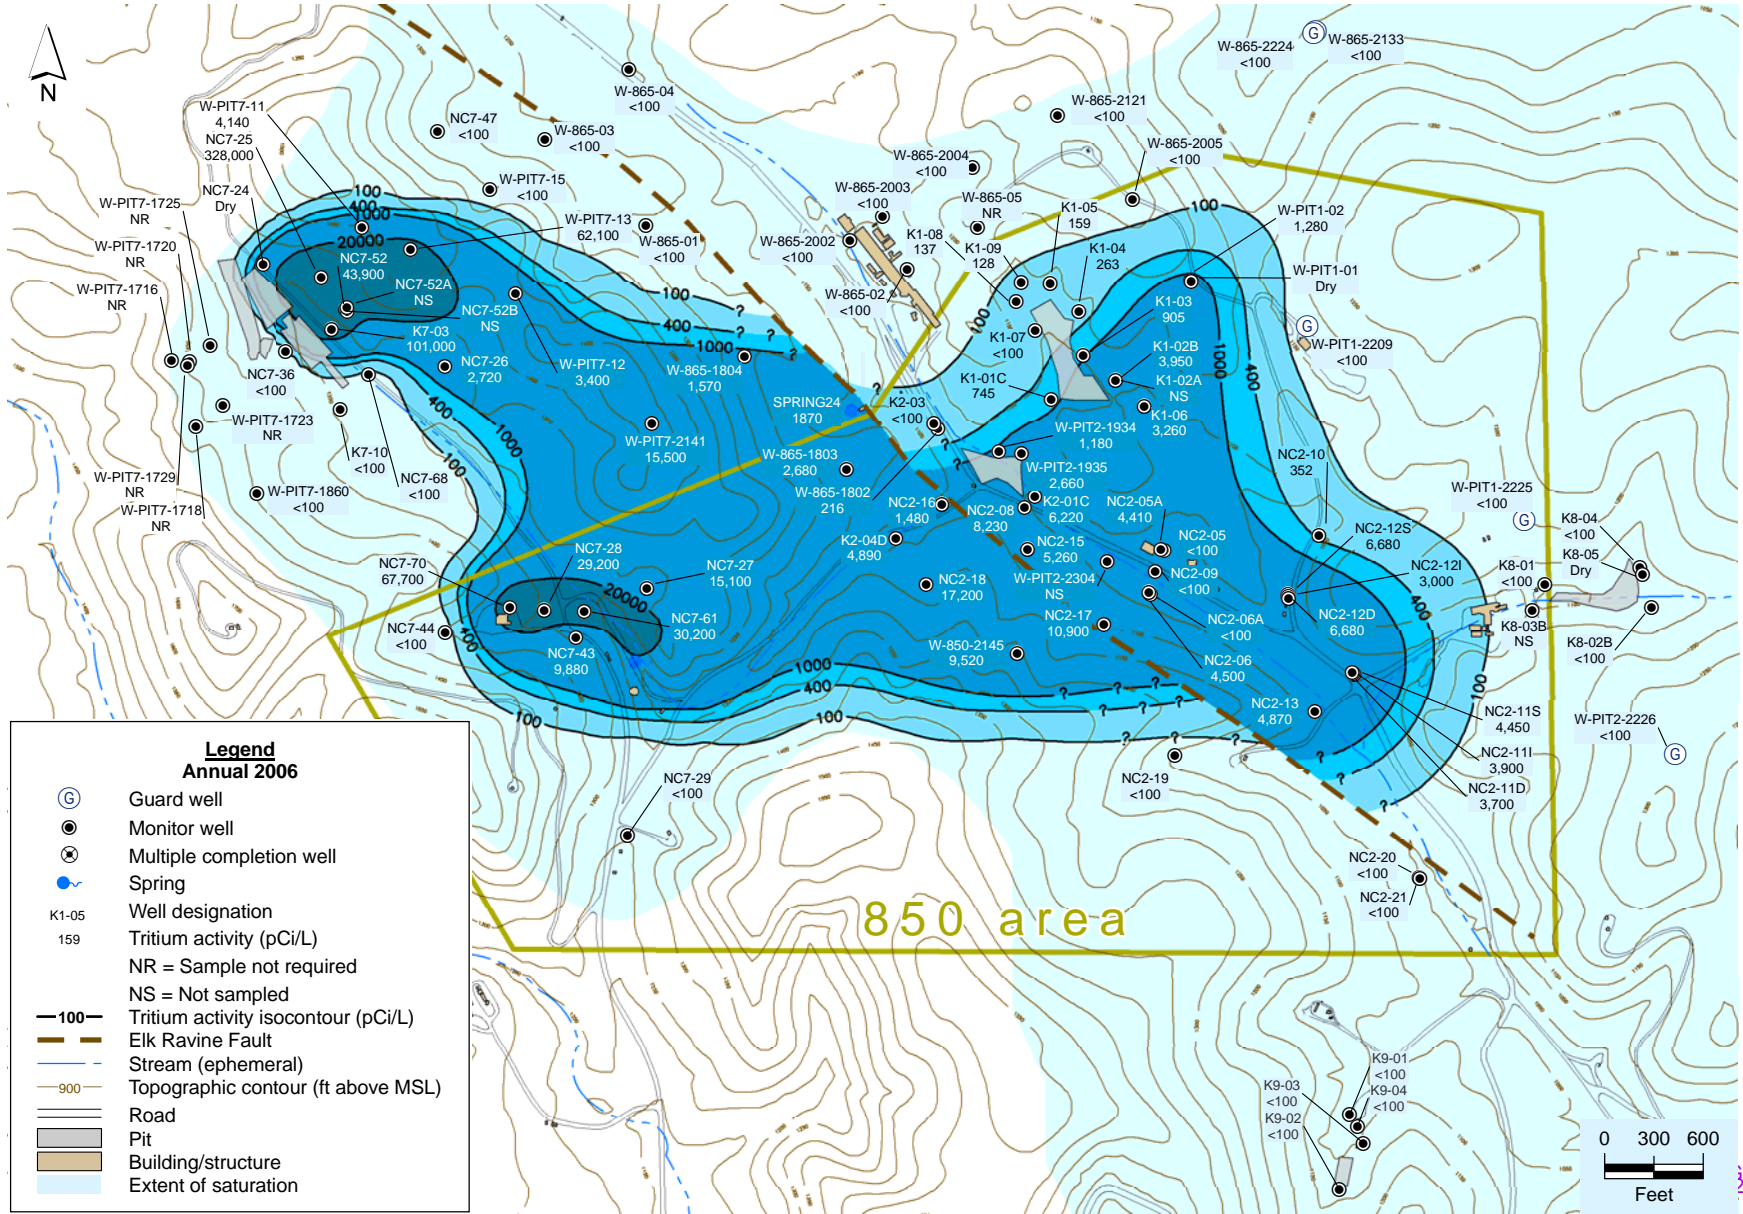 N
W-PIT7-11
4,140
NC7-25
328,000
NC7-24
Dry
W-PIT7-1725
NR
W-PIT7-1720
NR
W-PIT7-1716
NR
NC7-47
<100
W-865-03
<100
W-865-04
<100
W-PIT7-15
<100
W-PIT7-13
62,100
W-865-01
<100
W-865-2002
<100
W-865-2003
<100
W-865-2004
<100
W-865-05
NR
W-865-02
<100
W-865-2121
<100
W-865-2005
<100
W-865-2224
<100
G
W-865-2133
<100
K1-05
159
K1-08
137
K1-09
128
K1-04
263
W-PIT1-02
1,280
W-PIT1-01
Dry
G
W-PIT1-2209
<100
K1-03
905
K1-07
<100
K1-02B
3,950
K1-02A
NS
K1-06
3,260
K1-01C
745
100
400
1000
20000
NC7-52
43,900
NC7-52A
NS
NC7-52B
NS
K7-03
101,000
NC7-26
2,720
W-PIT7-12
3,400
W-865-1804
1,570
NC7-36
<100
W-PIT7-1723
NR
K7-10
<100
NC7-68
<100
W-PIT7-1729
NR
W-PIT7-1718
NR
W-PIT7-1860
<100
SPRING24
1870
K2-03
<100
W-PIT7-2141
15,500
W-865-1803
2,680
W-865-1802
216
W-PIT2-1934
1,180
W-PIT2-1935
2,660
NC2-16
1,480
NC2-08
8,230
K2-01C
6,220
K2-04D
4,890
NC2-15
5,260
NC2-05A
4,410
NC2-05
<100
NC2-09
<100
W-PIT2-2304
NS
NC2-10
352
W-PIT1-2225
<100
G
NC2-12S
6,680
NC2-12I
3,000
NC2-12D
6,680
K8-04
<100
K8-05
Dry
K8-01
<100
K8-03B
NS
K8-02B
<100
NC7-70
67,700
NC7-28
29,200
NC7-27
15,100
20000
NC7-61
30,200
NC7-43
9,880
NC7-44
<100
NC2-18
17,200
NC2-17
10,900
W-850-2145
9,520
NC2-06A
<100
NC2-06
4,500
NC2-13
4,870
NC2-11S
4,450
NC2-11I
3,900
NC2-11D
3,700
W-PIT2-2226
<100
G
NC2-19
<100
NC7-29
<100
NC2-20
<100
NC2-21
<100
850 area
K9-01
<100
K9-04
<100
K9-03
<100
K9-02
<100
Legend
Annual 2006
G Guard well
Monitor well
Multiple completion well
Spring
K1-05 Well designation
159 Tritium activity (pCi/L)
NR = Sample not required
NS = Not sampled
100 Tritium activity isocontour (pCi/L)
Elk Ravine Fault
Stream (ephemeral)
900 Topographic contour (ft above MSL)
Road
Pit
Building/structure
Extent of saturation
0 300 600
Feet